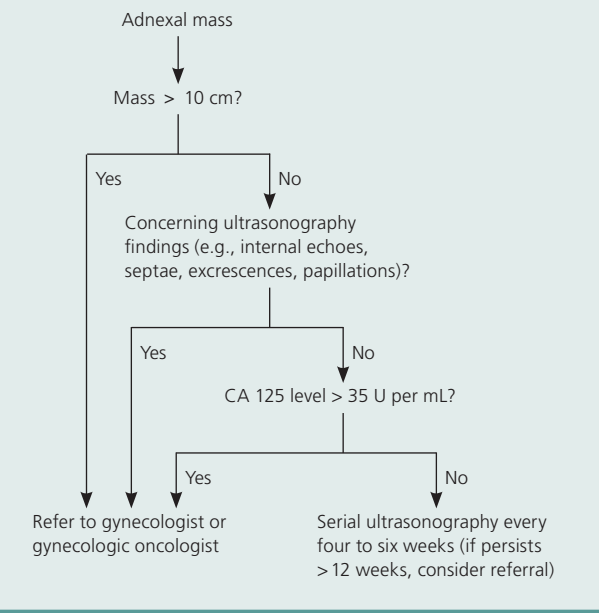 Adnexal mass
Mass > 10 cm?
Yes
No
Concerning ultrasonography
findings (e.g., internal echoes,
septae, excrescences, papillations)?
Yes
No
CA 125 level > 35 U per mL?
Yes
No
Refer to gynecologist or
gynecologic oncologist
Serial ultrasonography every
four to six weeks (if persists
>12 weeks, consider referral)